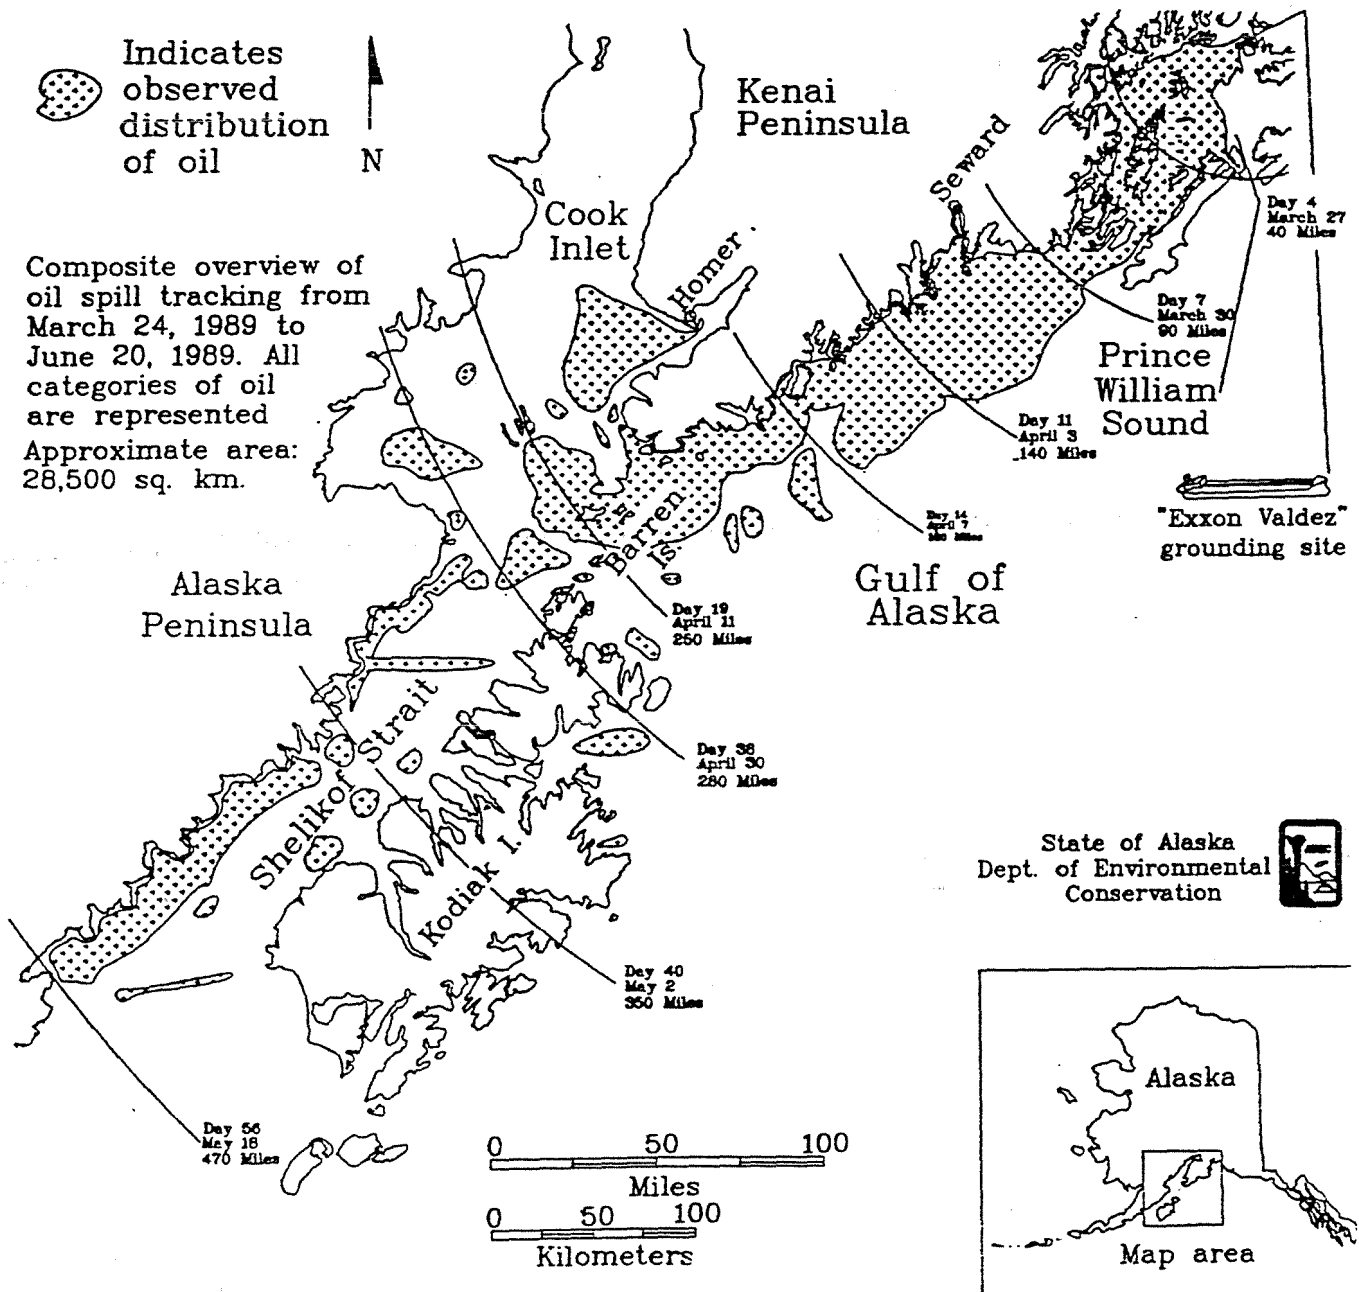 Indicates
observed
distribution
of oil
N
Kenai
Peninsula
Seward
Cook
Inlet
Homer
Composite overview of
oil spill tracking from
March 24, 1989 to
June 20, 1989. All
categories of oil
are represented
Approximate area:
28,500 sq. km.
Day 4
March 27
40 Miles
Day 7
March 30
90 Miles
Prince
William
Sound
Day 11
April 3
140 Miles
"Exxon Valdez"
grounding site
Day 14
April 7
Miles
Barren
Is.
Gulf of
Alaska
Alaska
Peninsula
Day 19
April 11
250 Miles
Shelikof Strait
Day 38
April 30
280 Miles
Kodiak I.
State of Alaska
Dept. of Environmental
Conservation
Day 40
May 2
350 Miles
Day 56
May 18
470 Miles
0 50 100
Miles
0 50 100
Kilometers
Alaska
Map area